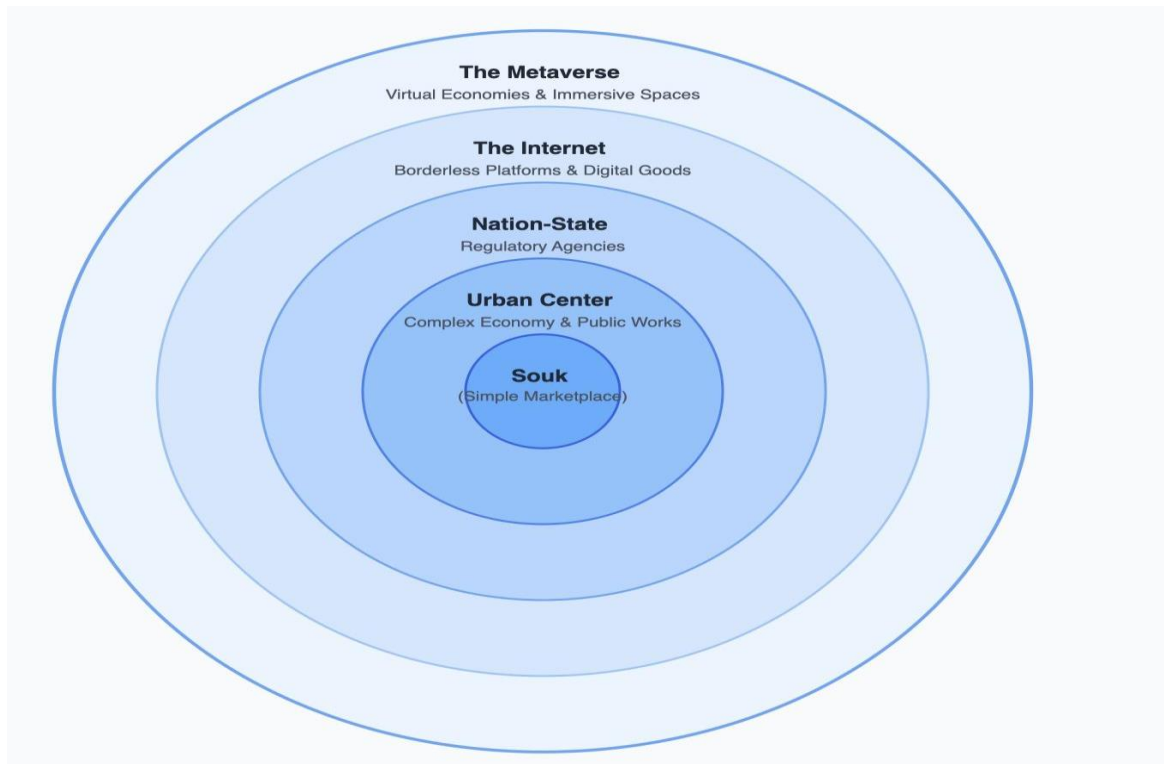 The Metaverse
Virtual Economies & Immersive Spaces
The Internet
Borderless Platforms & Digital Goods
Nation-State
Regulatory Agencies
Urban Center
Complex Economy & Public Works
Souk
(Simple Marketplace)